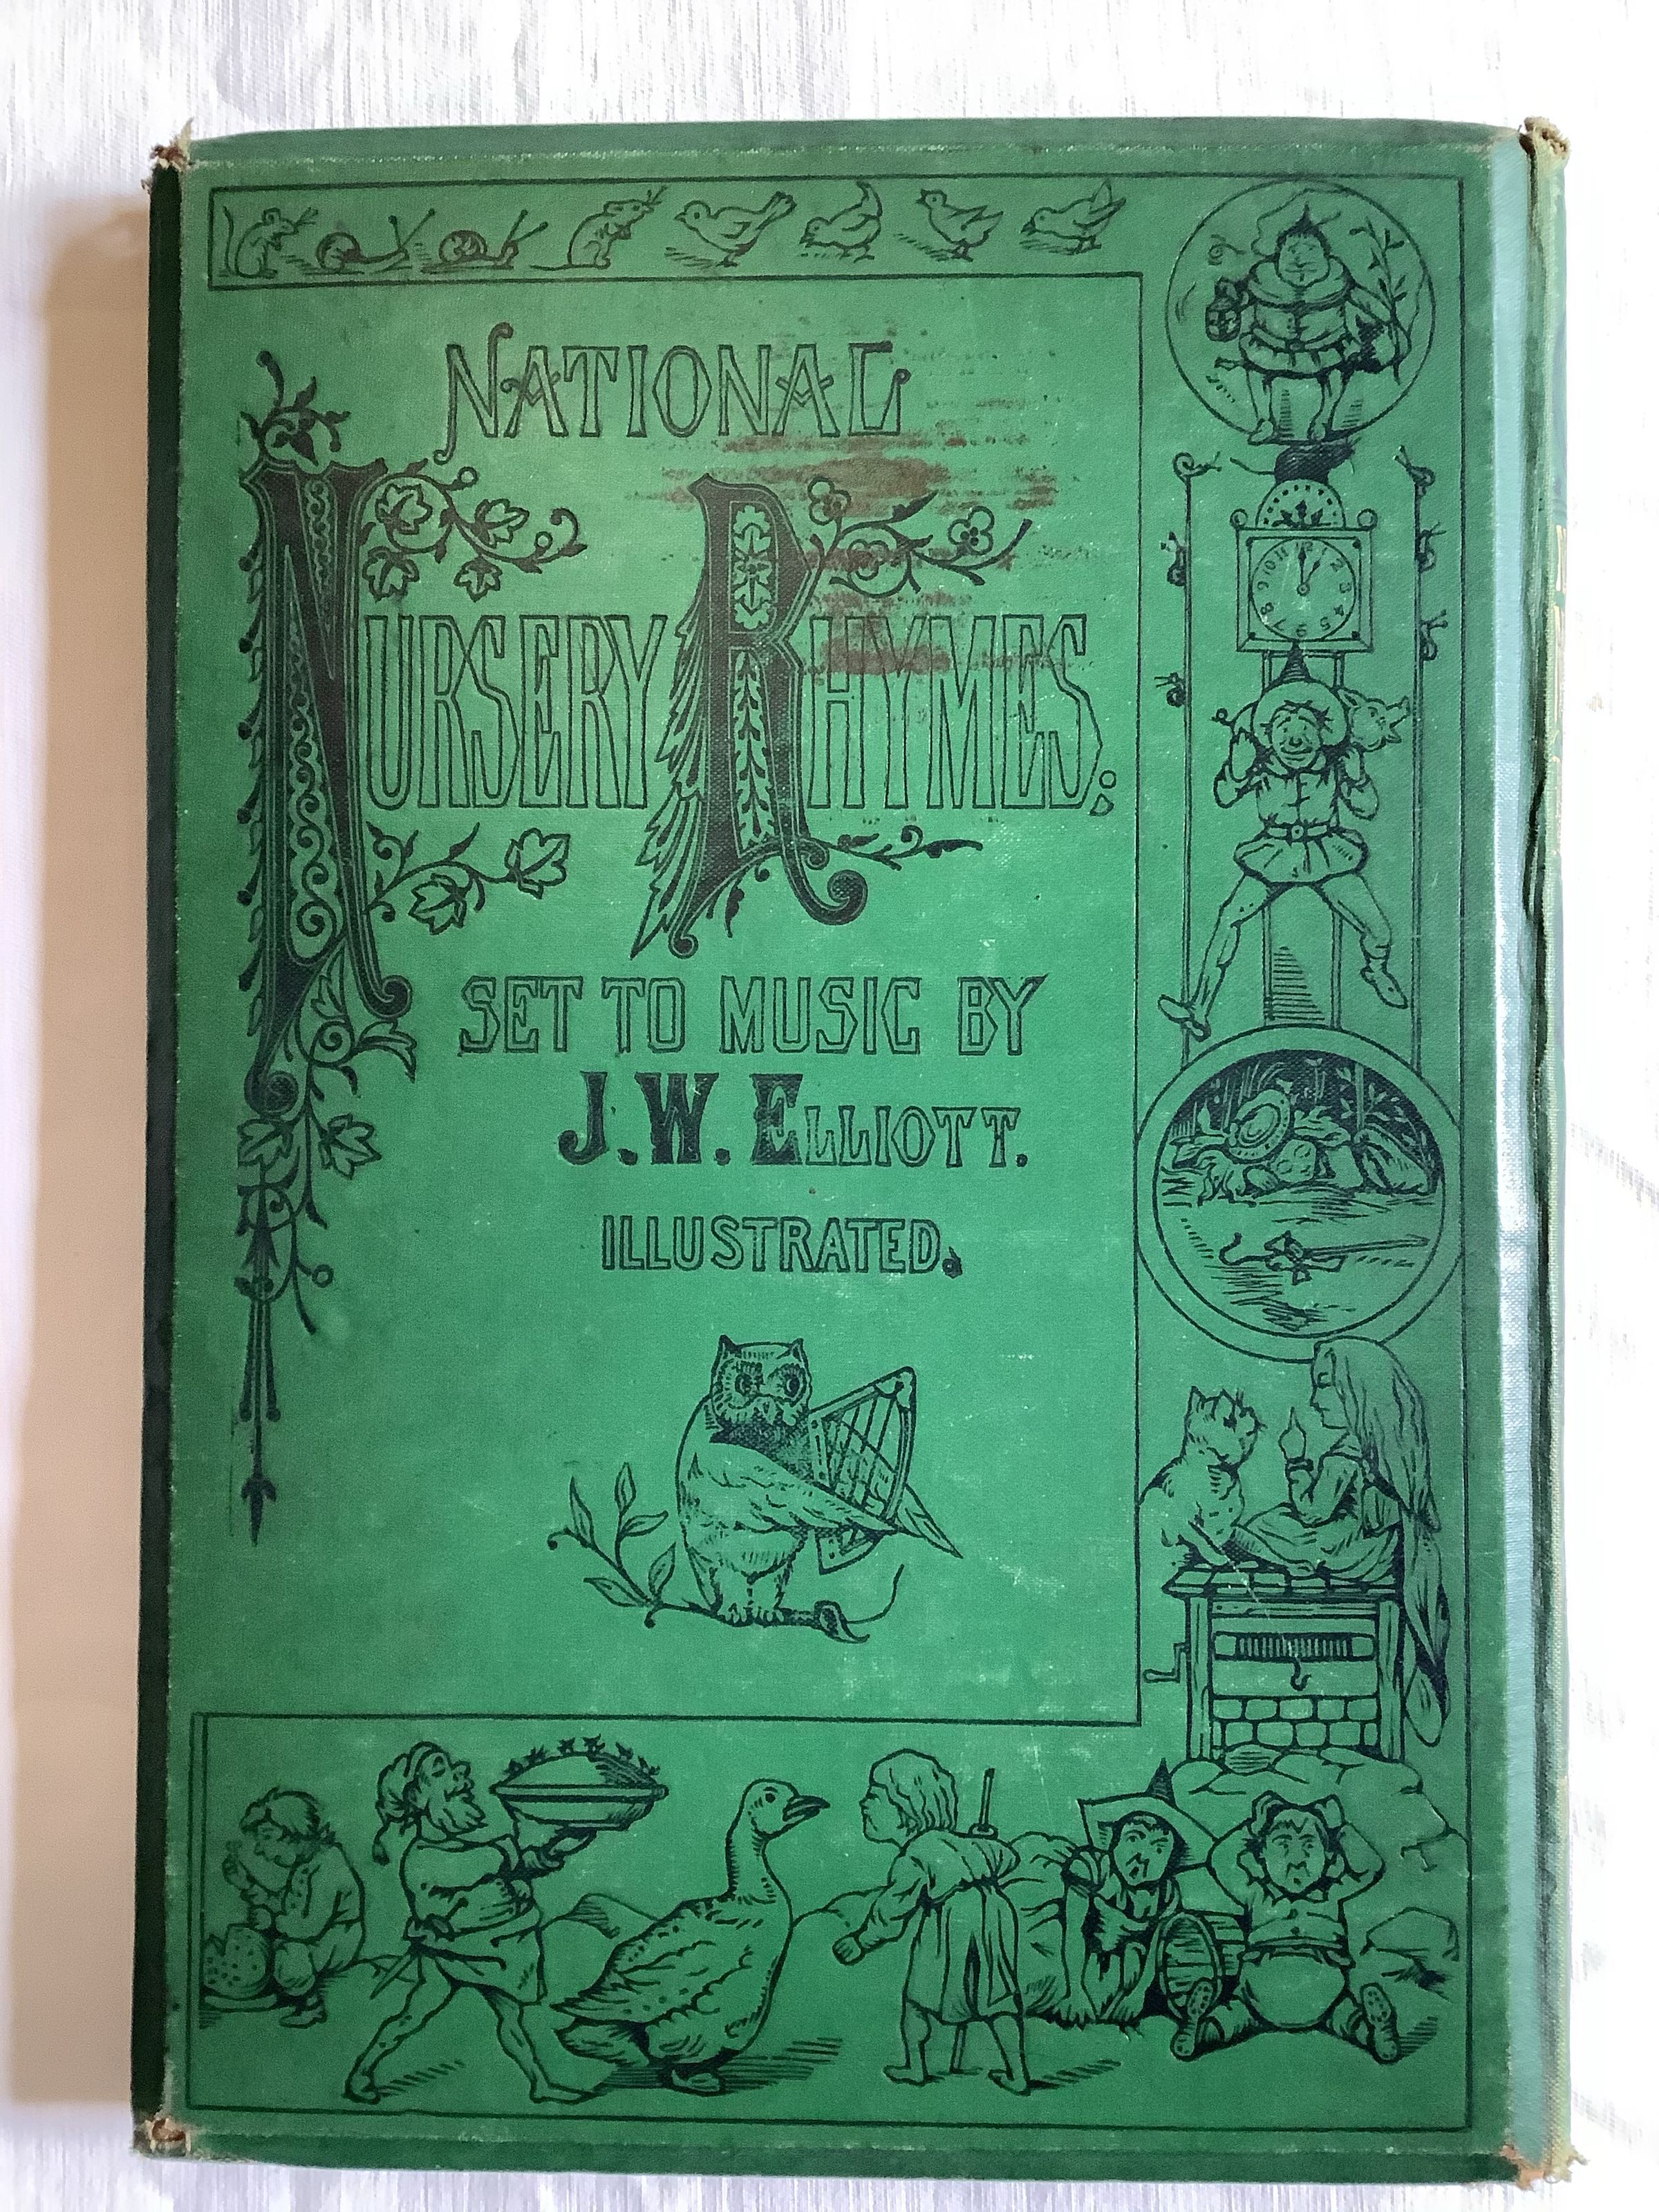 NATIONAL
NURSERY RHYMES;
SET TO MUSIC BY
J. W. ELLIOTT.
ILLUSTRATED.